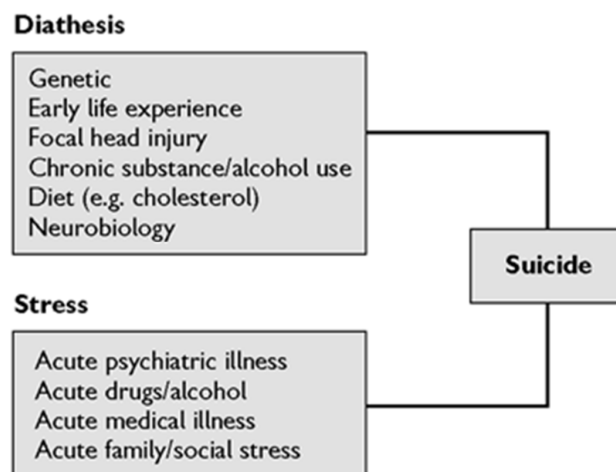 Diathesis
Genetic
Early life experience
Focal head injury
Chronic substance/alcohol use
Diet (e.g. cholesterol)
Neurobiology
Suicide
Stress
Acute psychiatric illness
Acute drugs/alcohol
Acute medical illness
Acute family/social stress